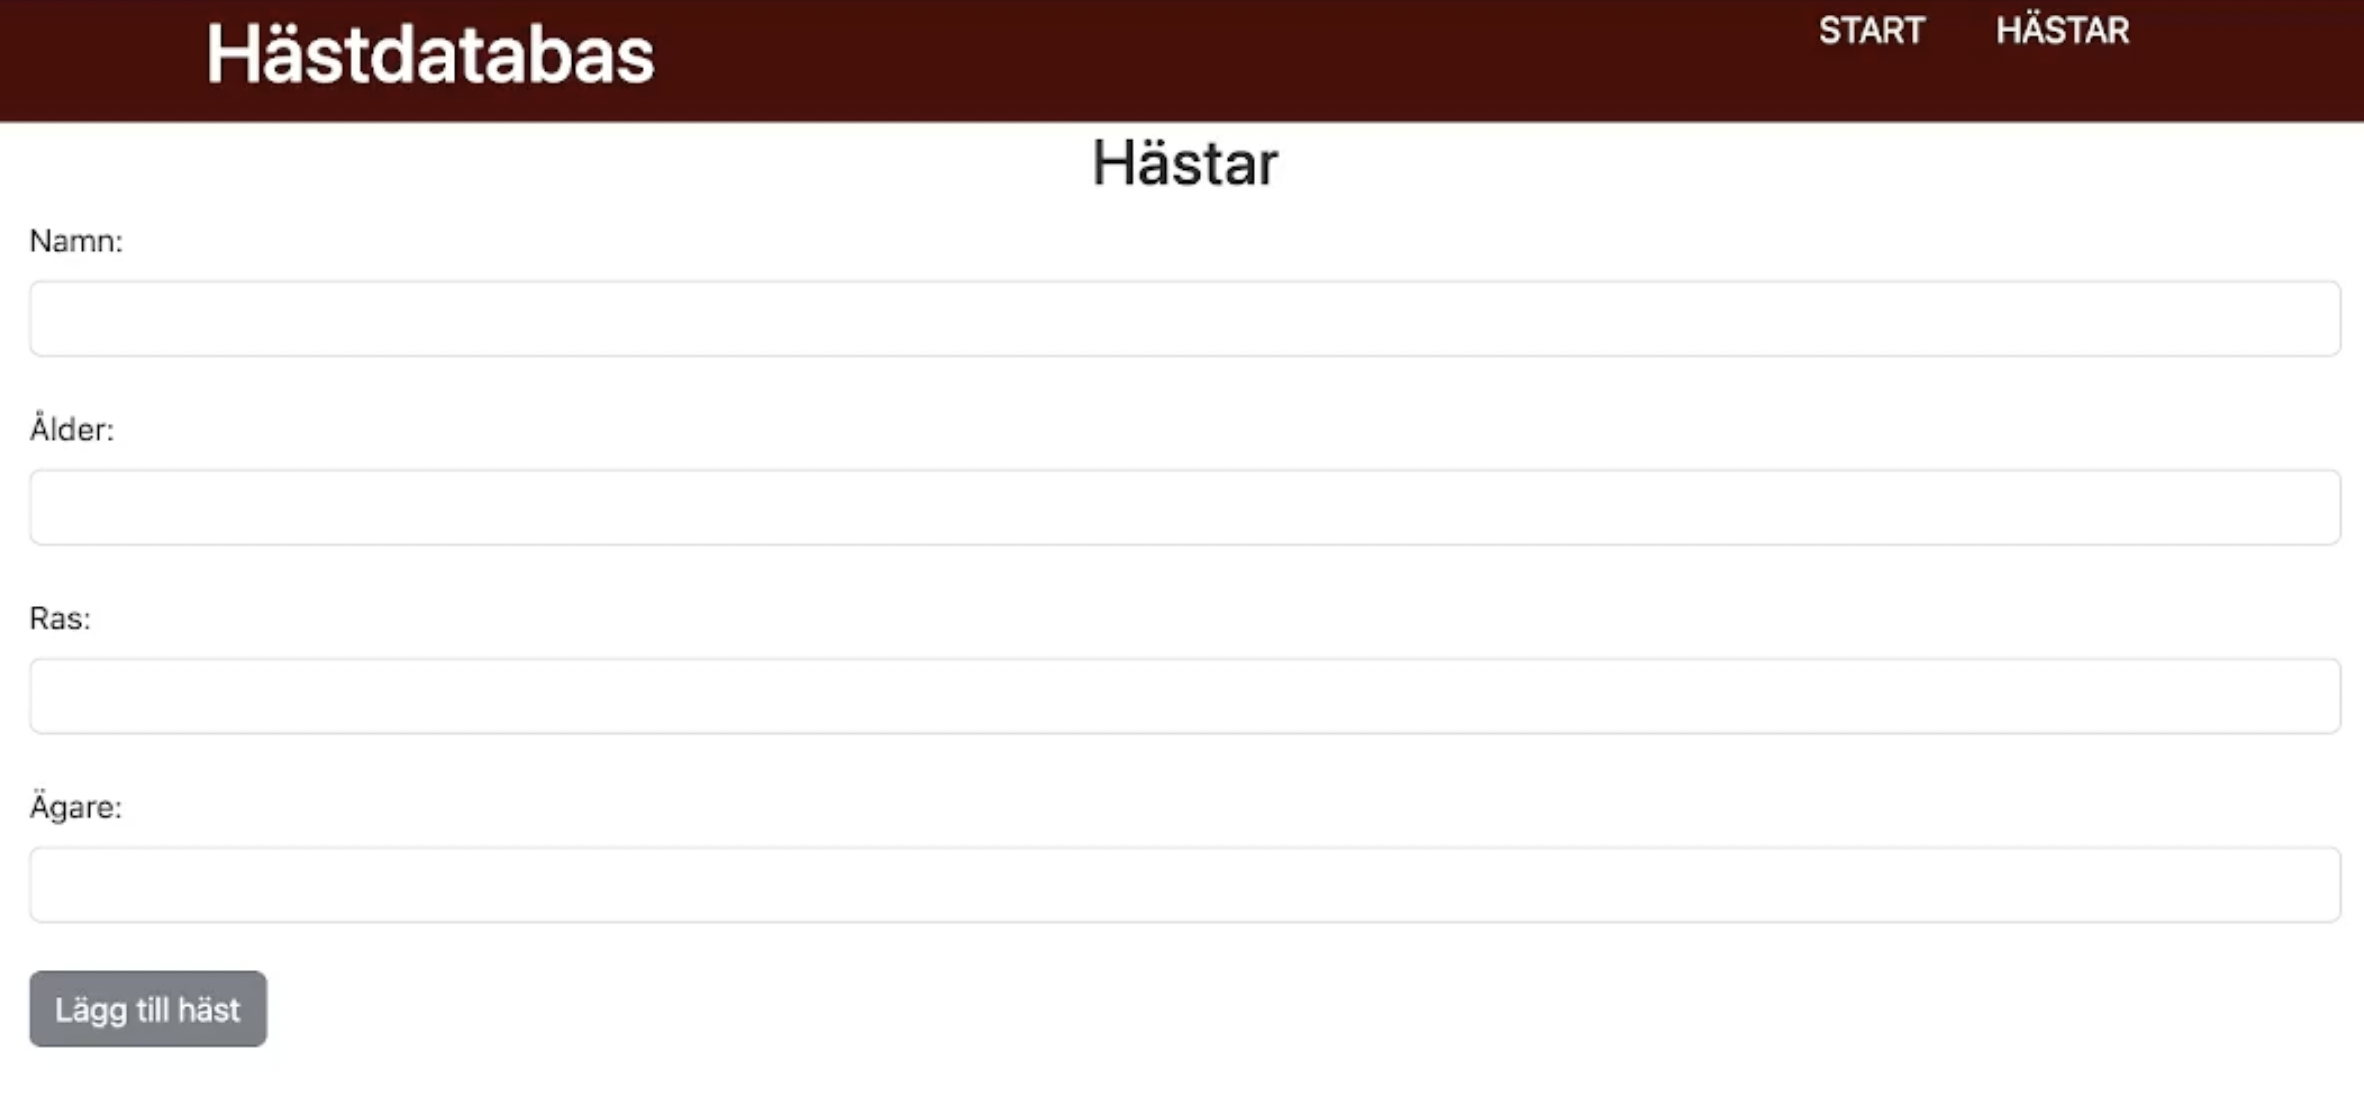 Hästdatabas
START HÄSTAR
Hästar
Namn:
Ålder:
Ras:
Ägare:
Lägg till häst